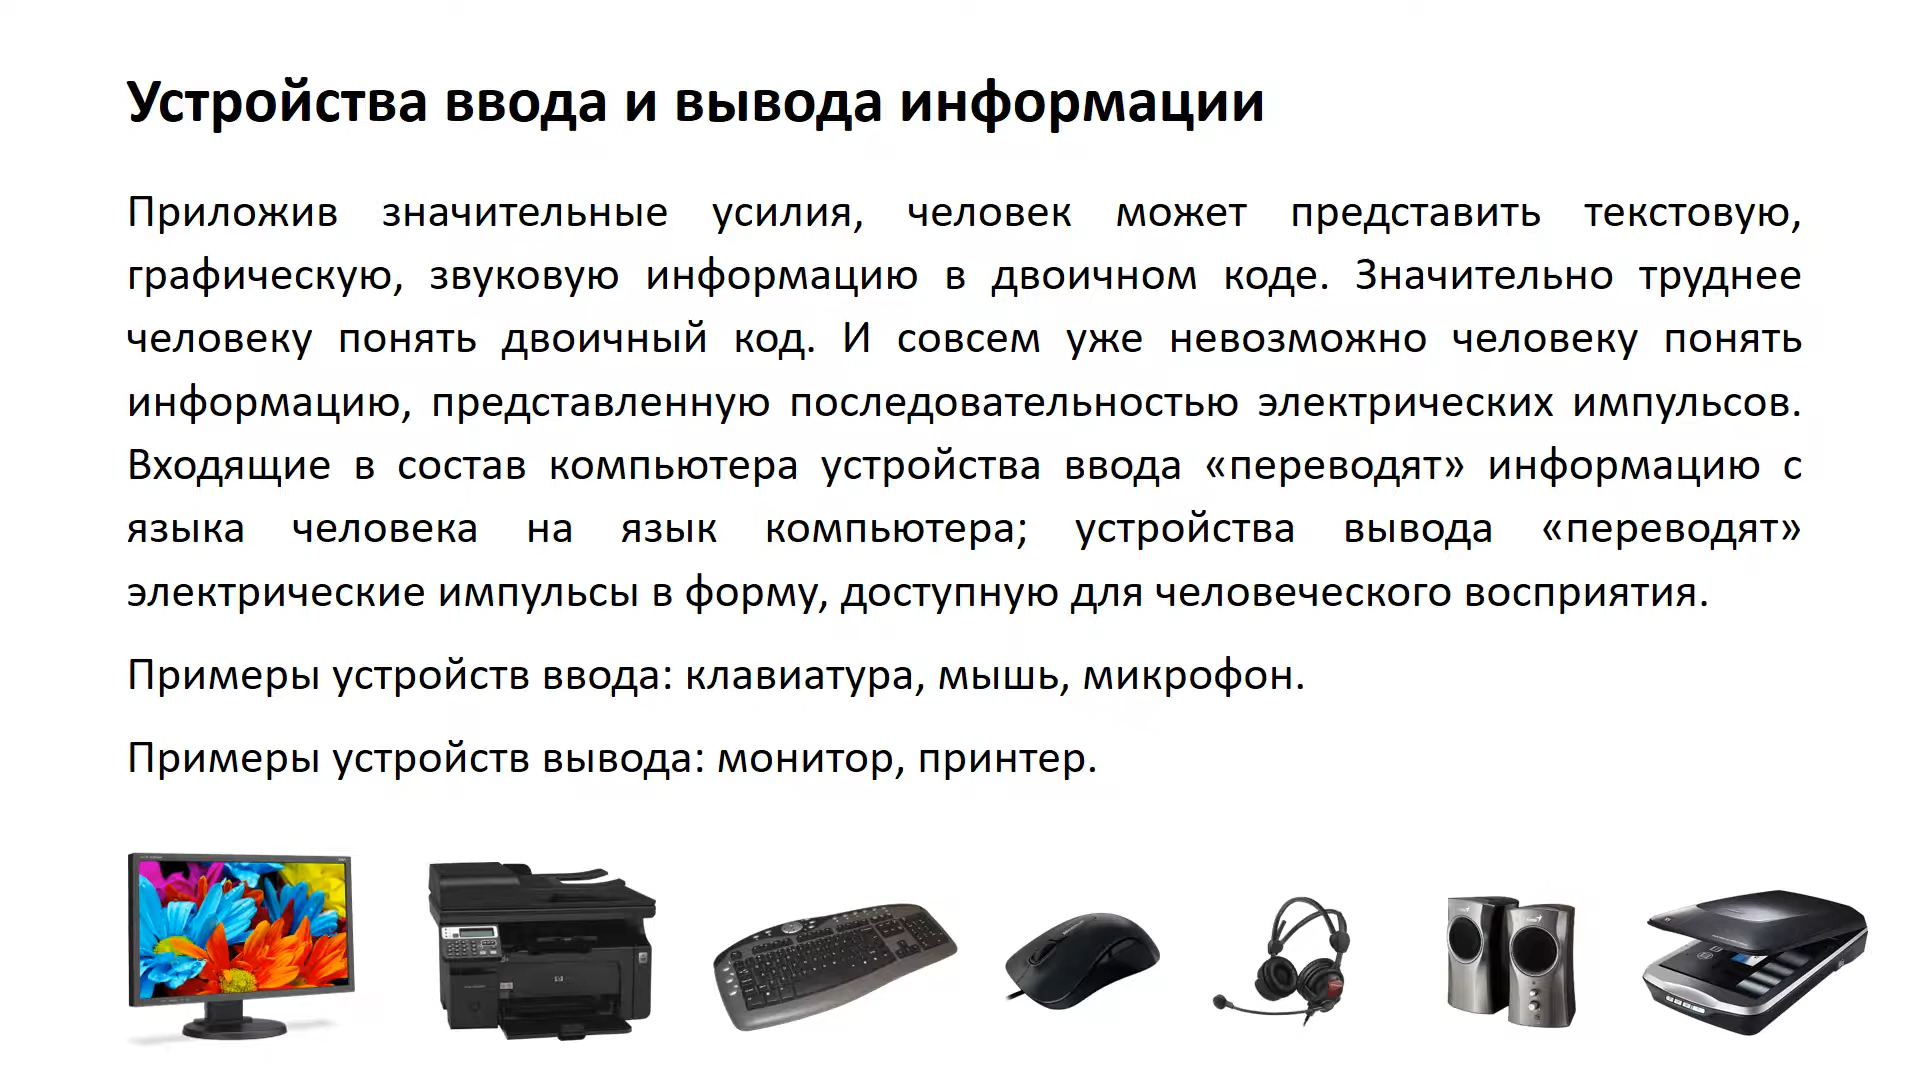 Устройства ввода и вывода информации
Приложив значительные усилия, человек может представить текстовую,
графическую, звуковую информацию в двоичном коде. Значительно труднее
человеку понять двоичный код. И совсем уже невозможно человеку понять
информацию, представленную последовательностью электрических импульсов.
Входящие в состав компьютера устройства ввода «переводят» информацию с
языка человека на язык компьютера; устройства вывода «переводят»
электрические импульсы в форму, доступную для человеческого восприятия.
Примеры устройств ввода: клавиатура, мышь, микрофон.
Примеры устройств вывода: монитор, принтер.